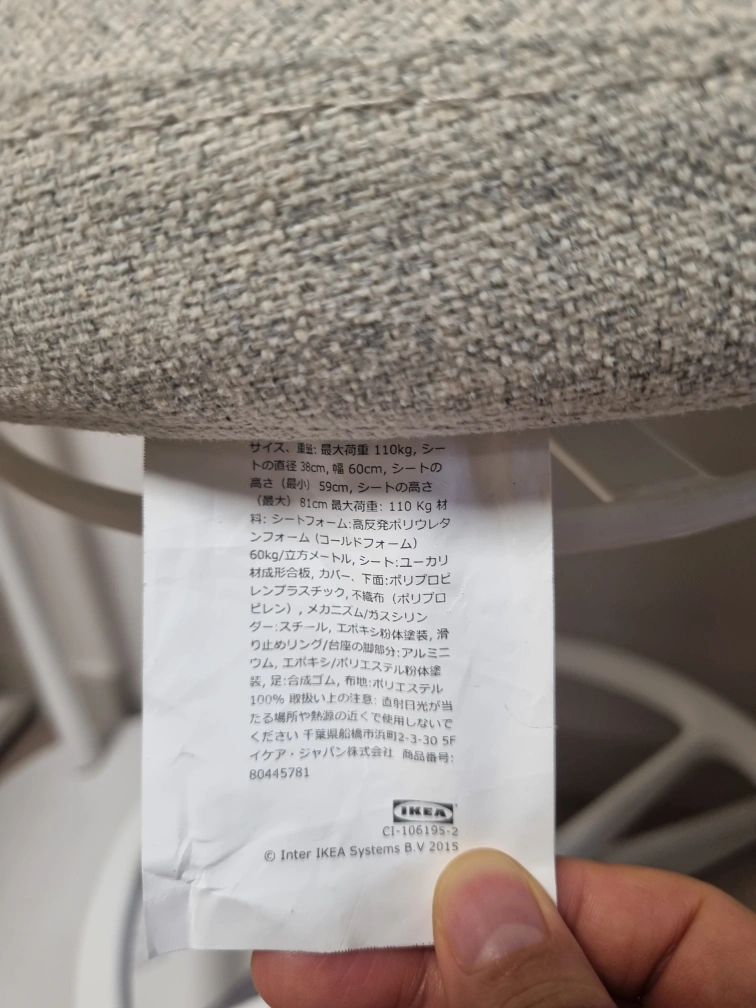 サイズ、重量: 最大荷重 110kg, シー
トの直径 38cm, 幅 60cm, シートの
高さ（最小）59cm, シートの高さ
（最大）81cm 最大荷重: 110 Kg 材
料: シートフォーム:高反発ポリウレタ
ンフォーム（コールドフォーム）
60kg/立方メートル, シート:ユーカリ
材成形合板, カバー、下面:ポリプロピ
レンプラスチック, 不織布（ポリプロ
ピレン）, メカニズム/ガスシリン
ダー:スチール, エポキシ粉体塗装, 滑
り止めリング/台座の脚部分:アルミニ
ウム, エポキシ/ポリエステル粉体塗
装, 足:合成ゴム, 布地:ポリエステル
100% 取扱い上の注意: 直射日光が当
たる場所や熱源の近くで使用しないで
ください 千葉県船橋市浜町2-3-30 5F
イケア・ジャパン株式会社 商品番号:
80445781
IKEA
CI-106195-2
© Inter IKEA Systems B.V 2015